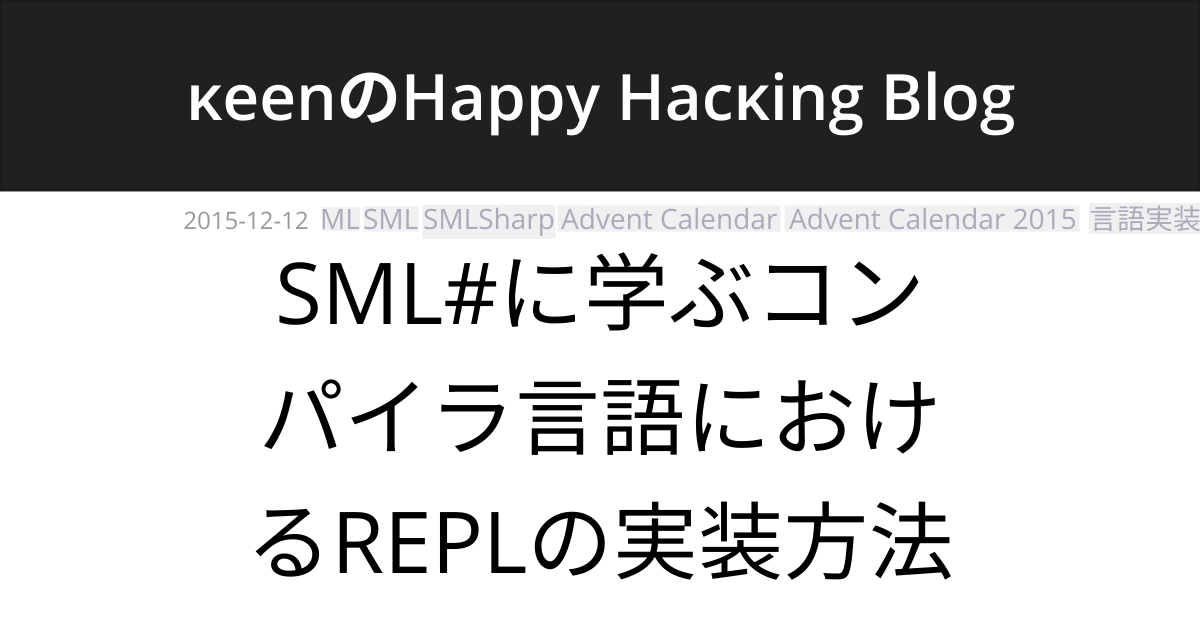 κeenのHappy Hacκing Blog
2015-12-12 ML SML SMLSharp Advent Calendar Advent Calendar 2015 言語実装
SML#に学ぶコン
パイラ言語におけ
るREPLの実装方法